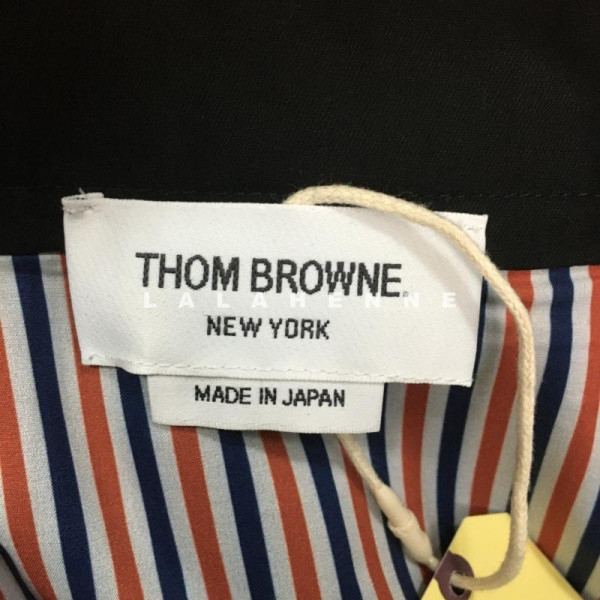 THOM BROWNE.
LALAHENNE
NEW YORK
MADE IN JAPAN